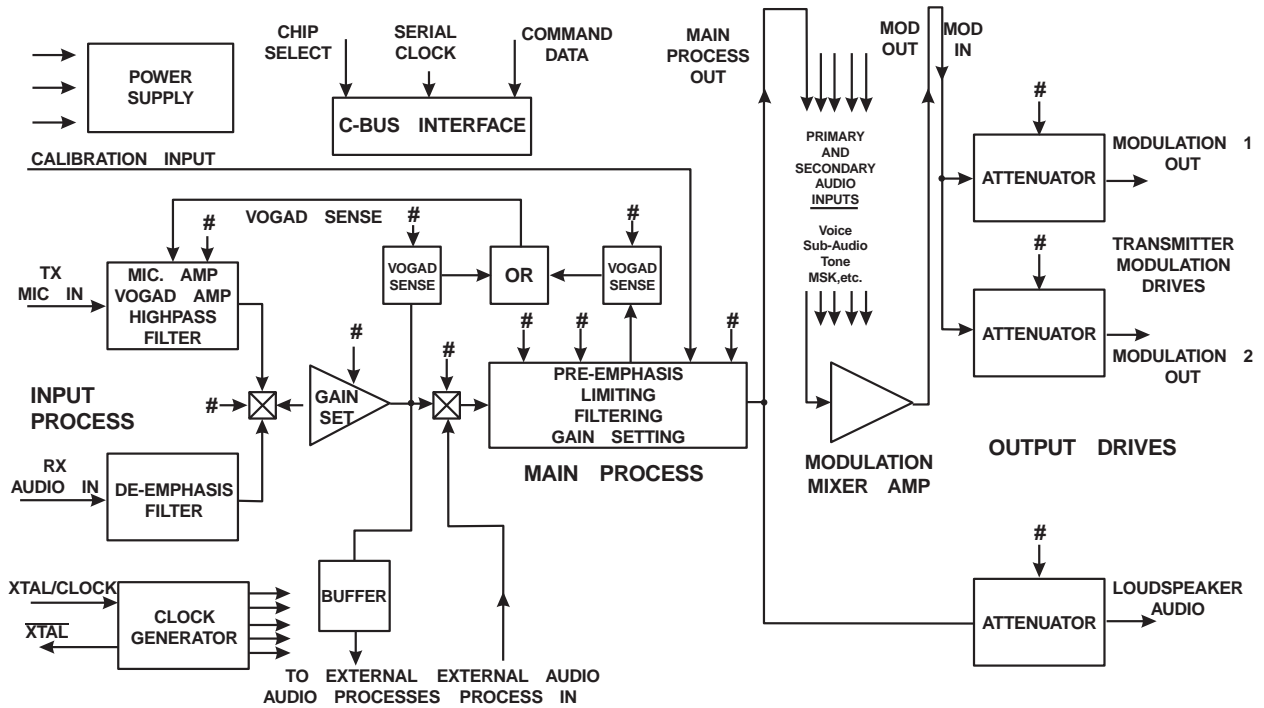 CHIP
SELECT
SERIAL
CLOCK
COMMAND
DATA
MAIN
PROCESS
OUT
MOD
OUT
MOD
IN
POWER
SUPPLY
C-BUS INTERFACE
#
CALIBRATION INPUT
PRIMARY
AND
SECONDARY
AUDIO
INPUTS
ATTENUATOR
MODULATION 1
OUT
VOGAD SENSE
#
#
#
Voice
Sub-Audio
Tone
MSK,etc.
#
TRANSMITTER
MODULATION
DRIVES
TX
MIC IN
MIC. AMP
VOGAD AMP
HIGHPASS
FILTER
VOGAD
SENSE
OR
VOGAD
SENSE
ATTENUATOR
MODULATION 2
OUT
#
#
#
#
#
INPUT
PROCESS
#
GAIN
SET
PRE-EMPHASIS
LIMITING
FILTERING
GAIN SETTING
MAIN PROCESS
MODULATION
MIXER AMP
OUTPUT DRIVES
RX
AUDIO IN
DE-EMPHASIS
FILTER
#
XTAL/CLOCK
XTAL
CLOCK
GENERATOR
BUFFER
ATTENUATOR
LOUDSPEAKER
AUDIO
TO EXTERNAL
AUDIO PROCESSES
EXTERNAL AUDIO
PROCESS IN